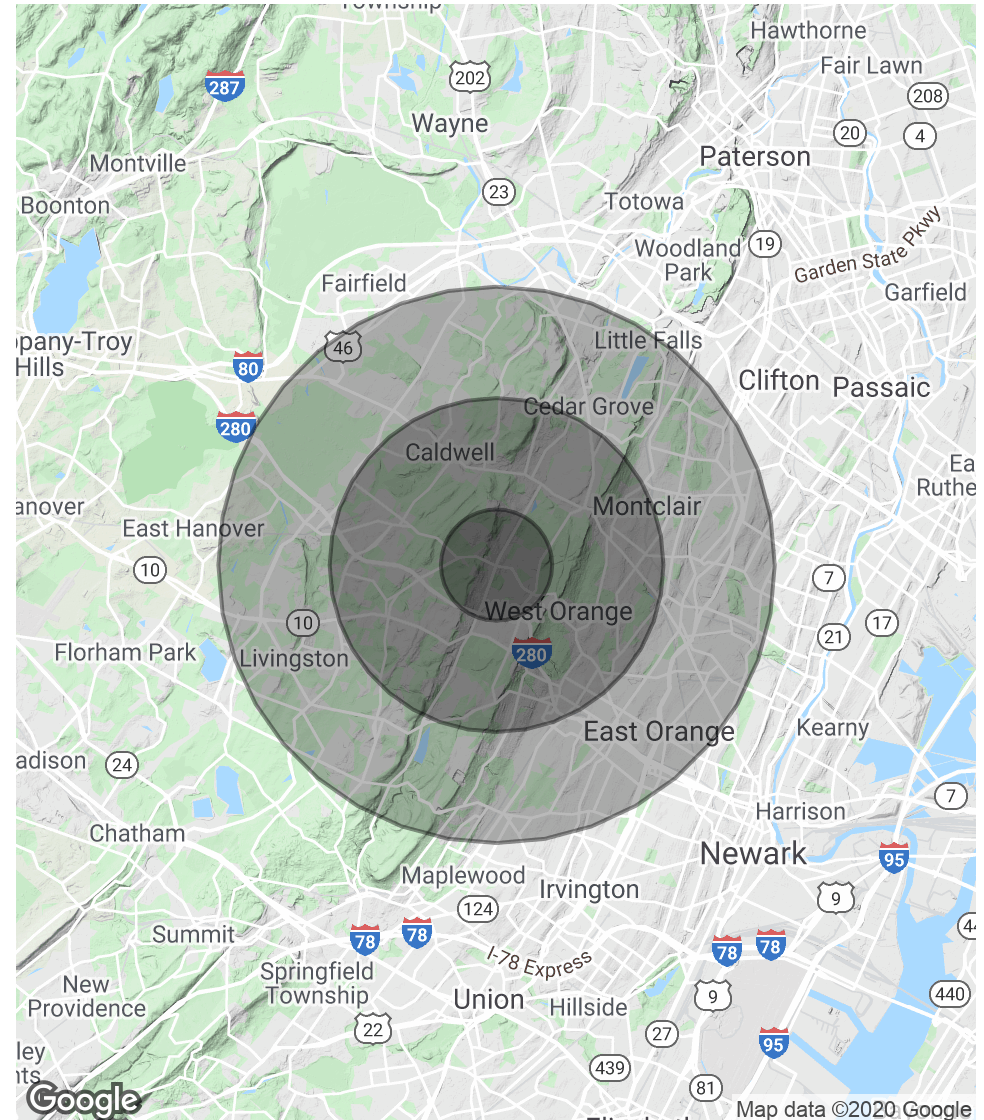 Township
Hawthorne
Fair Lawn
287
202
208
Wayne
20
4
Montville
Paterson
23
Boonton
Totowa
Garden State Pkwy
19
Woodland
Park
Fairfield
Garfield
46
Little Falls
ppany-Troy
Hills
80
Clifton
Passaic
280
Cedar Grove
Caldwell
Ea
Ruthe
anover
Montclair
East Hanover
10
7
West Orange
10
17
21
Florham Park
Livingston
280
East Orange
Kearny
adison
24
7
Harrison
Chatham
Newark
95
Maplewood
Irvington
9
124
Summit
78
78
78
78
44
I-78 Express
Springfield
Township
New
Providence
Union
Hillside
9
440
22
27
95
ley
nts
439
81
Google
Map data ©2020 Google